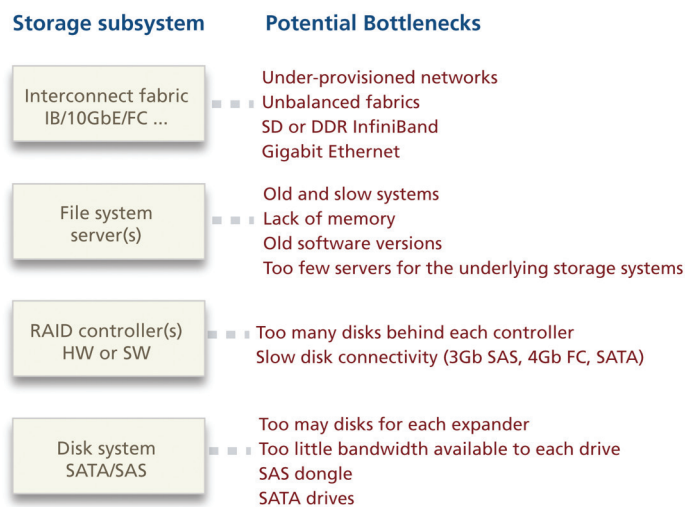 Storage subsystem
Potential Bottlenecks
Interconnect fabric
IB/10GbE/FC ...
Under-provisioned networks
Unbalanced fabrics
SD or DDR InfiniBand
Gigabit Ethernet
File system
server(s)
Old and slow systems
Lack of memory
Old software versions
Too few servers for the underlying storage systems
RAID controller(s)
HW or SW
Too many disks behind each controller
Slow disk connectivity (3Gb SAS, 4Gb FC, SATA)
Disk system
SATA/SAS
Too may disks for each expander
Too little bandwidth available to each drive
SAS dongle
SATA drives